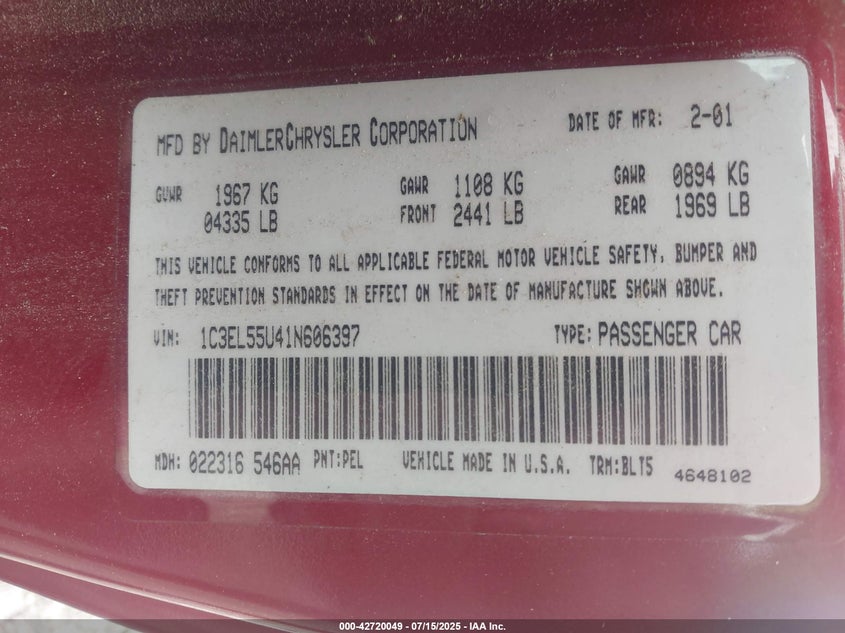 MFD BY DAIMLERCHRYSLER CORPORATION DATE OF MFR: 2-01
GVWR 1967 KG GAWR 1108 KG GAWR 0894 KG
04335 LB FRONT 2441 LB REAR 1969 LB
THIS VEHICLE CONFORMS TO ALL APPLICABLE FEDERAL MOTOR VEHICLE SAFETY, BUMPER AND
THEFT PREVENTION STANDARDS IN EFFECT ON THE DATE OF MANUFACTURE SHOWN ABOVE.
VIN: 1C3EL55U41N606397 TYPE: PASSENGER CAR
MDH: 022316 546AA PNT:PEL VEHICLE MADE IN U.S.A. TRM:BLT5 4648102
000-42720049 - 07/15/2025 - IAA Inc.